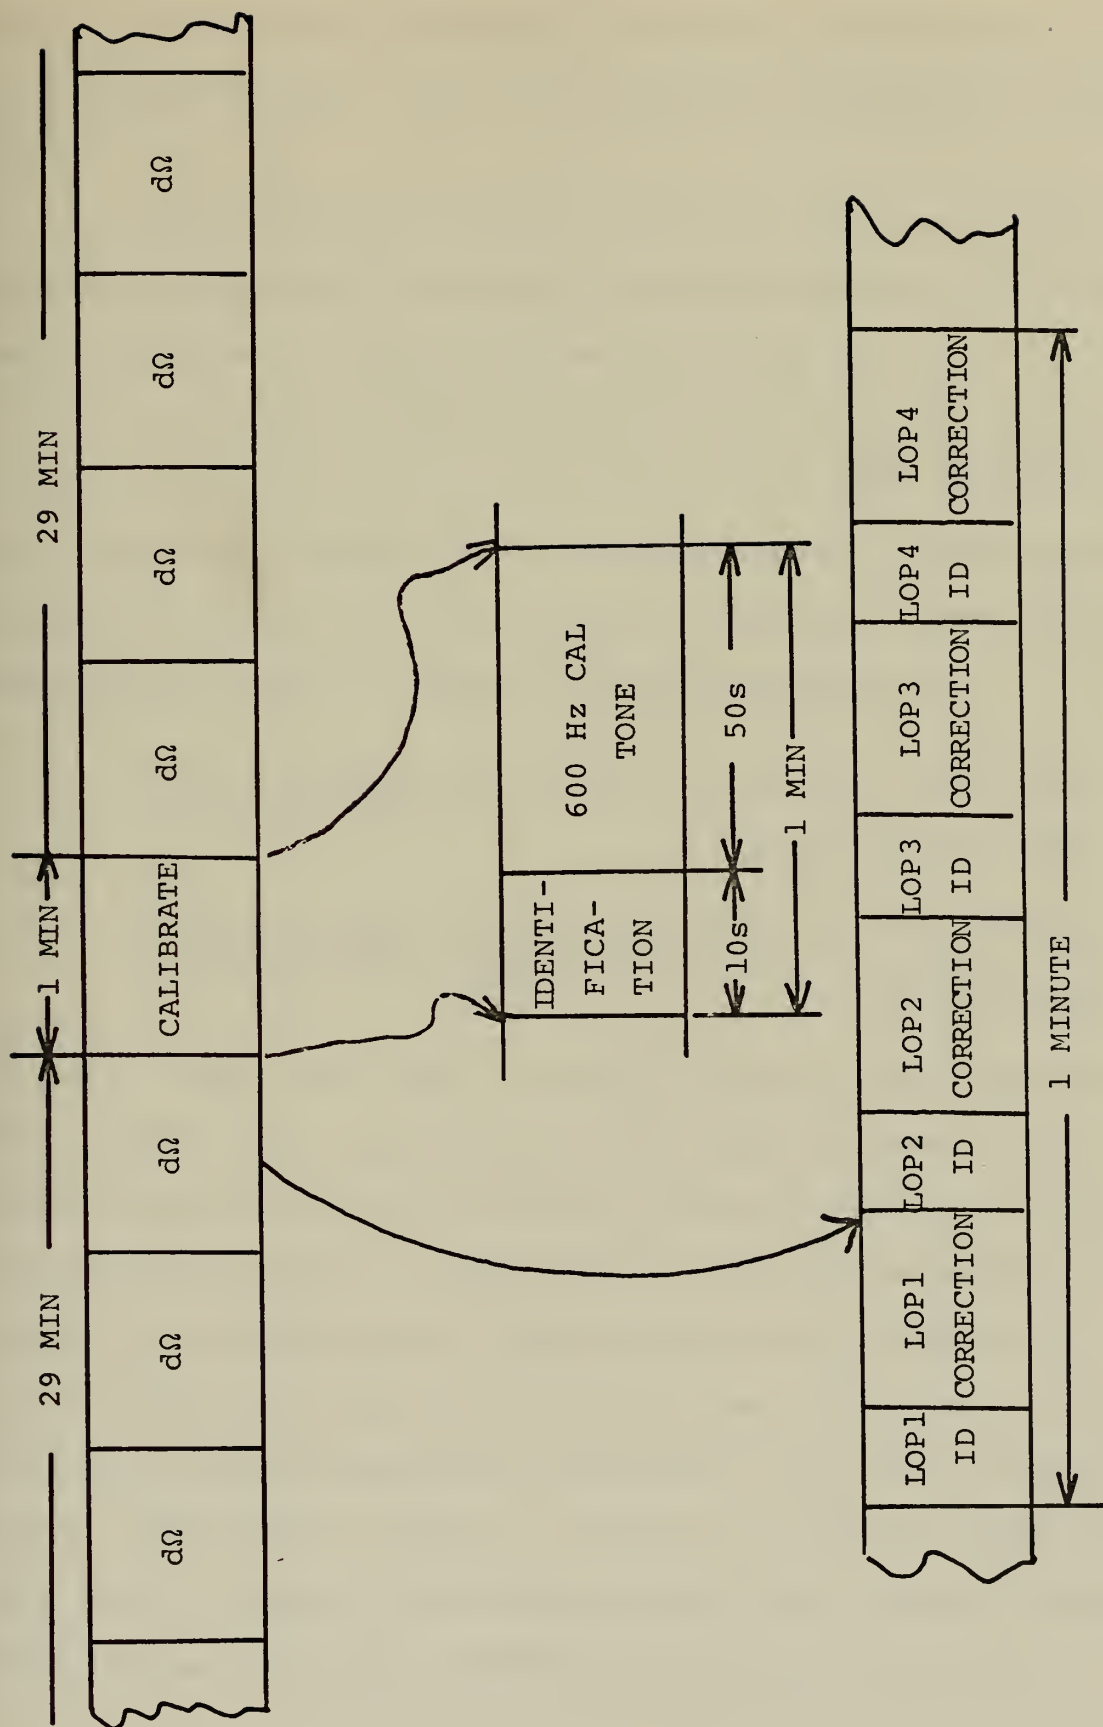 29 MIN
1 MIN
29 MIN
dΩ
dΩ
dΩ
CALIBRATE
dΩ
dΩ
dΩ
dΩ
IDENTI-
FICA-
TION
600 Hz CAL
TONE
10s
50s
1 MIN
LOP1
ID
LOP1
CORRECTION
LOP2
ID
LOP2
CORRECTION
LOP3
ID
LOP3
CORRECTION
LOP4
ID
LOP4
CORRECTION
1 MINUTE